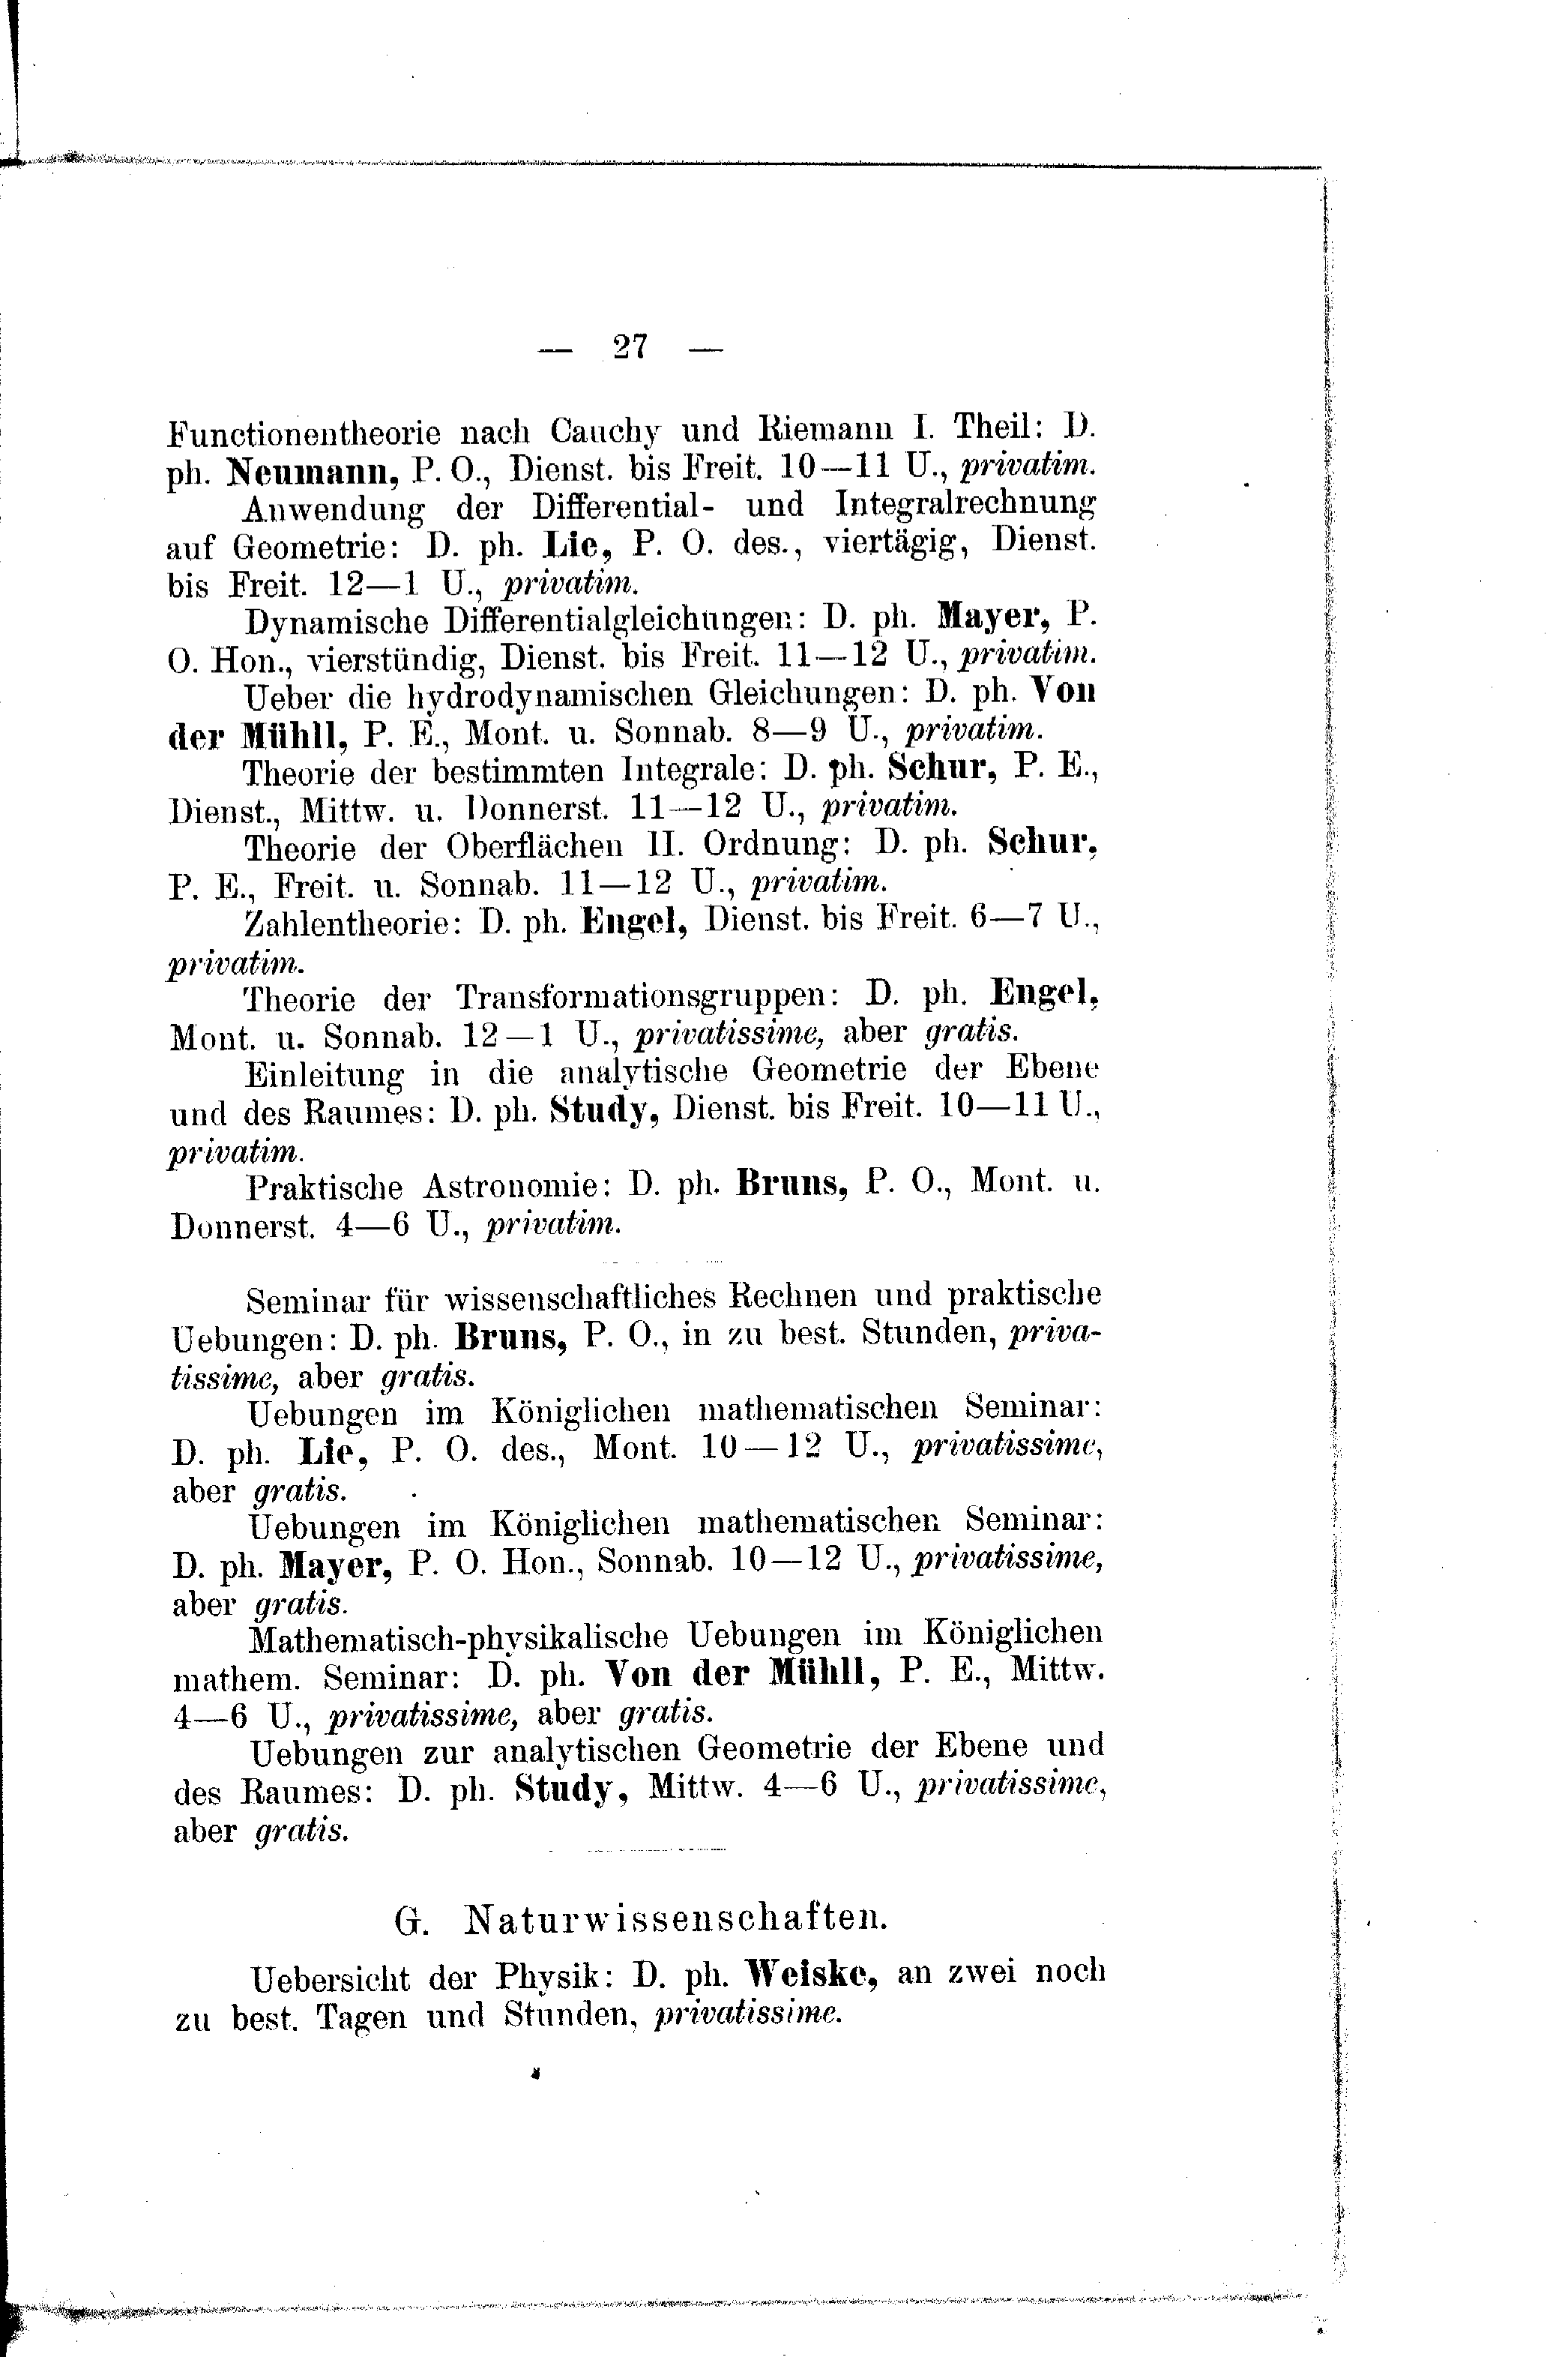 — 27 —
Functionentheorie nach Cauchy und Riemann I. Theil: D.
ph. Neumann, P. O., Dienst. bis Freit. 10—11 U., privatim.
Anwendung der Differential- und Integralrechnung
auf Geometrie: D. ph. Lie, P. O. des., viertägig, Dienst.
bis Freit. 12—1 U., privatim.
Dynamische Differentialgleichungen: D. ph. Mayer, P.
O. Hon., vierstündig, Dienst. bis Freit. 11—12 U., privatim.
Ueber die hydrodynamischen Gleichungen: D. ph. Von
der Mühll, P. E., Mont. u. Sonnab. 8—9 U., privatim.
Theorie der bestimmten Integrale: D. ph. Schur, P. E.,
Dienst., Mittw. u. Donnerst. 11—12 U., privatim.
Theorie der Oberflächen II. Ordnung: D. ph. Schur,
P. E., Freit. u. Sonnab. 11—12 U., privatim.
Zahlentheorie: D. ph. Engel, Dienst. bis Freit. 6—7 U.,
privatim.
Theorie der Transformationsgruppen: D. ph. Engel,
Mont. u. Sonnab. 12—1 U., privatissime, aber gratis.
Einleitung in die analytische Geometrie der Ebene
und des Raumes: D. ph. Study, Dienst. bis Freit. 10—11 U.,
privatim.
Praktische Astronomie: D. ph. Bruns, P. O., Mont. u.
Donnerst. 4—6 U., privatim.
Seminar für wissenschaftliches Rechnen und praktische
Uebungen: D. ph. Bruns, P. O., in zu best. Stunden, priva-
tissime, aber gratis.
Uebungen im Königlichen mathematischen Seminar:
D. ph. Lie, P. O. des., Mont. 10—12 U., privatissime,
aber gratis.
Uebungen im Königlichen mathematischen Seminar:
D. ph. Mayer, P. O. Hon., Sonnab. 10—12 U., privatissime,
aber gratis.
Mathematisch-physikalische Uebungen im Königlichen
mathem. Seminar: D. ph. Von der Mühll, P. E., Mittw.
4—6 U., privatissime, aber gratis.
Uebungen zur analytischen Geometrie der Ebene und
des Raumes: D. ph. Study, Mittw. 4—6 U., privatissime,
aber gratis.
G. Naturwissenschaften.
Uebersicht der Physik: D. ph. Weiske, an zwei noch
zu best. Tagen und Stunden, privatissime.